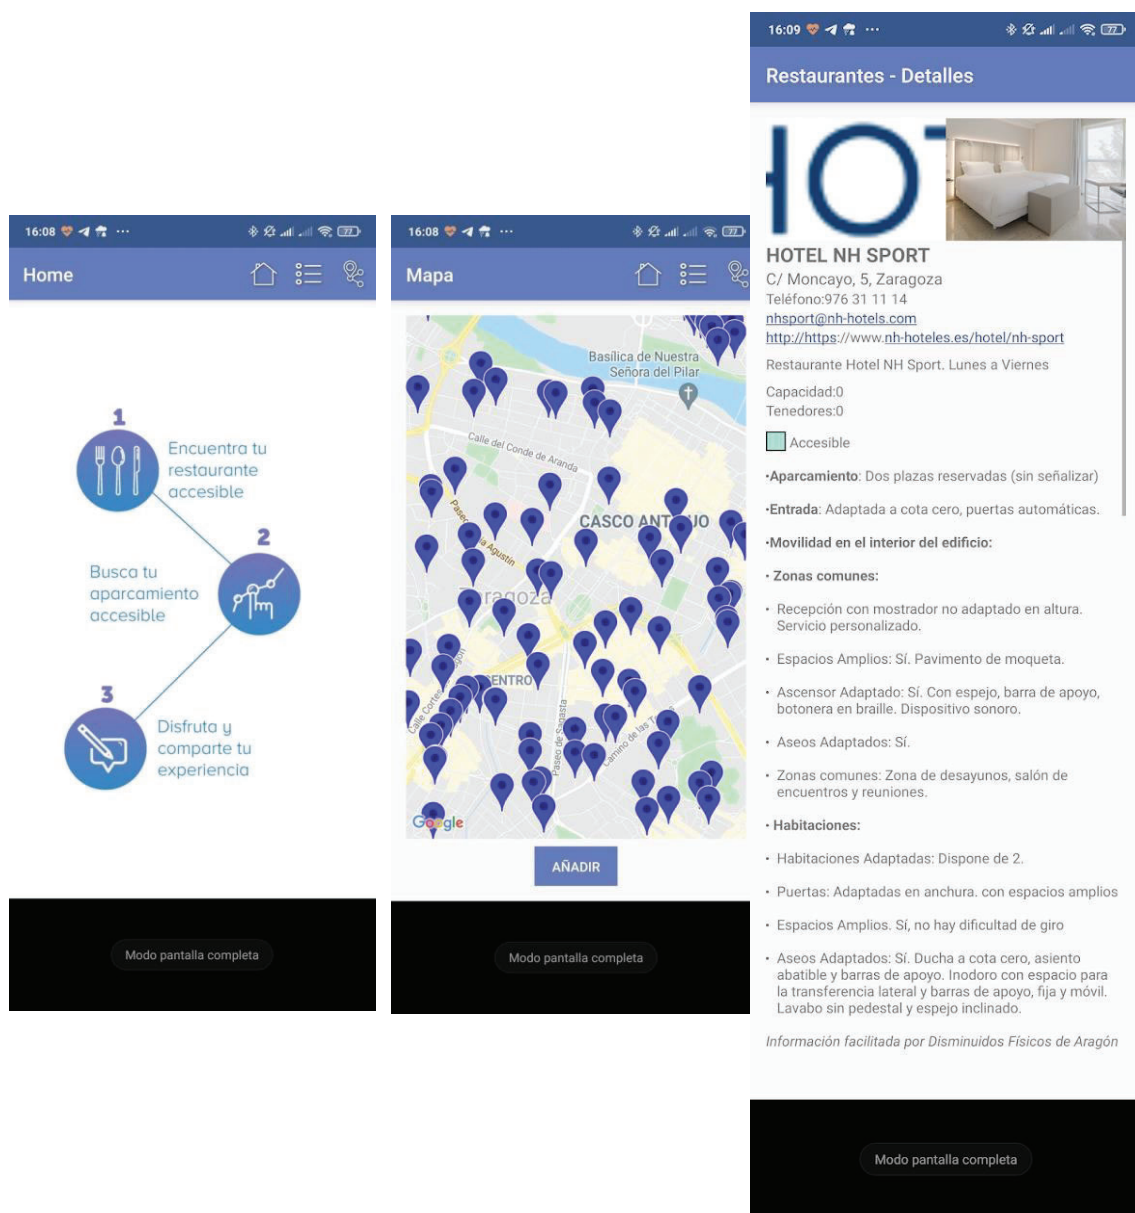 16:08
Home
1
Encuentra tu
restaurante
accesible
2
Busca tu
aparcamiento
accesible
3
Disfruta y
comparte tu
experiencia
Modo pantalla completa
16:08
Mapa
Basílica de Nuestra
Señora del Pilar
Calle del Conde de Aranda
CASCO
Agustín
CENTRO
Paseo de Sagasta
Camino de las
Google
AÑADIR
Modo pantalla completa
16:09
77
Restaurantes - Detalles
HOT
HOTEL NH SPORT
C/ Moncayo, 5, Zaragoza
Teléfono:976 31 11 14
nhsport@nh-hotels.com
http://https://www.nh-hoteles.es/hotel/nh-sport
Restaurante Hotel NH Sport. Lunes a Viernes
Capacidad:0
Tenedores:0
Accesible
•Aparcamiento: Dos plazas reservadas (sin señalizar)
•Entrada: Adaptada a cota cero, puertas automáticas.
•Movilidad en el interior del edificio:
• Zonas comunes:
• Recepción con mostrador no adaptado en altura.
Servicio personalizado.
• Espacios Amplios: Sí. Pavimento de moqueta.
• Ascensor Adaptado: Sí. Con espejo, barra de apoyo,
botonera en braille. Dispositivo sonoro.
• Aseos Adaptados: Sí.
• Zonas comunes: Zona de desayunos, salón de
encuentros y reuniones.
• Habitaciones:
• Habitaciones Adaptadas: Dispone de 2.
• Puertas: Adaptadas en anchura. con espacios amplios
• Espacios Amplios. Sí, no hay dificultad de giro
• Aseos Adaptados: Sí. Ducha a cota cero, asiento
abatible y barras de apoyo. Inodoro con espacio para
la transferencia lateral y barras de apoyo, fija y móvil.
Lavabo sin pedestal y espejo inclinado.
Información facilitada por Disminuidos Físicos de Aragón
Modo pantalla completa